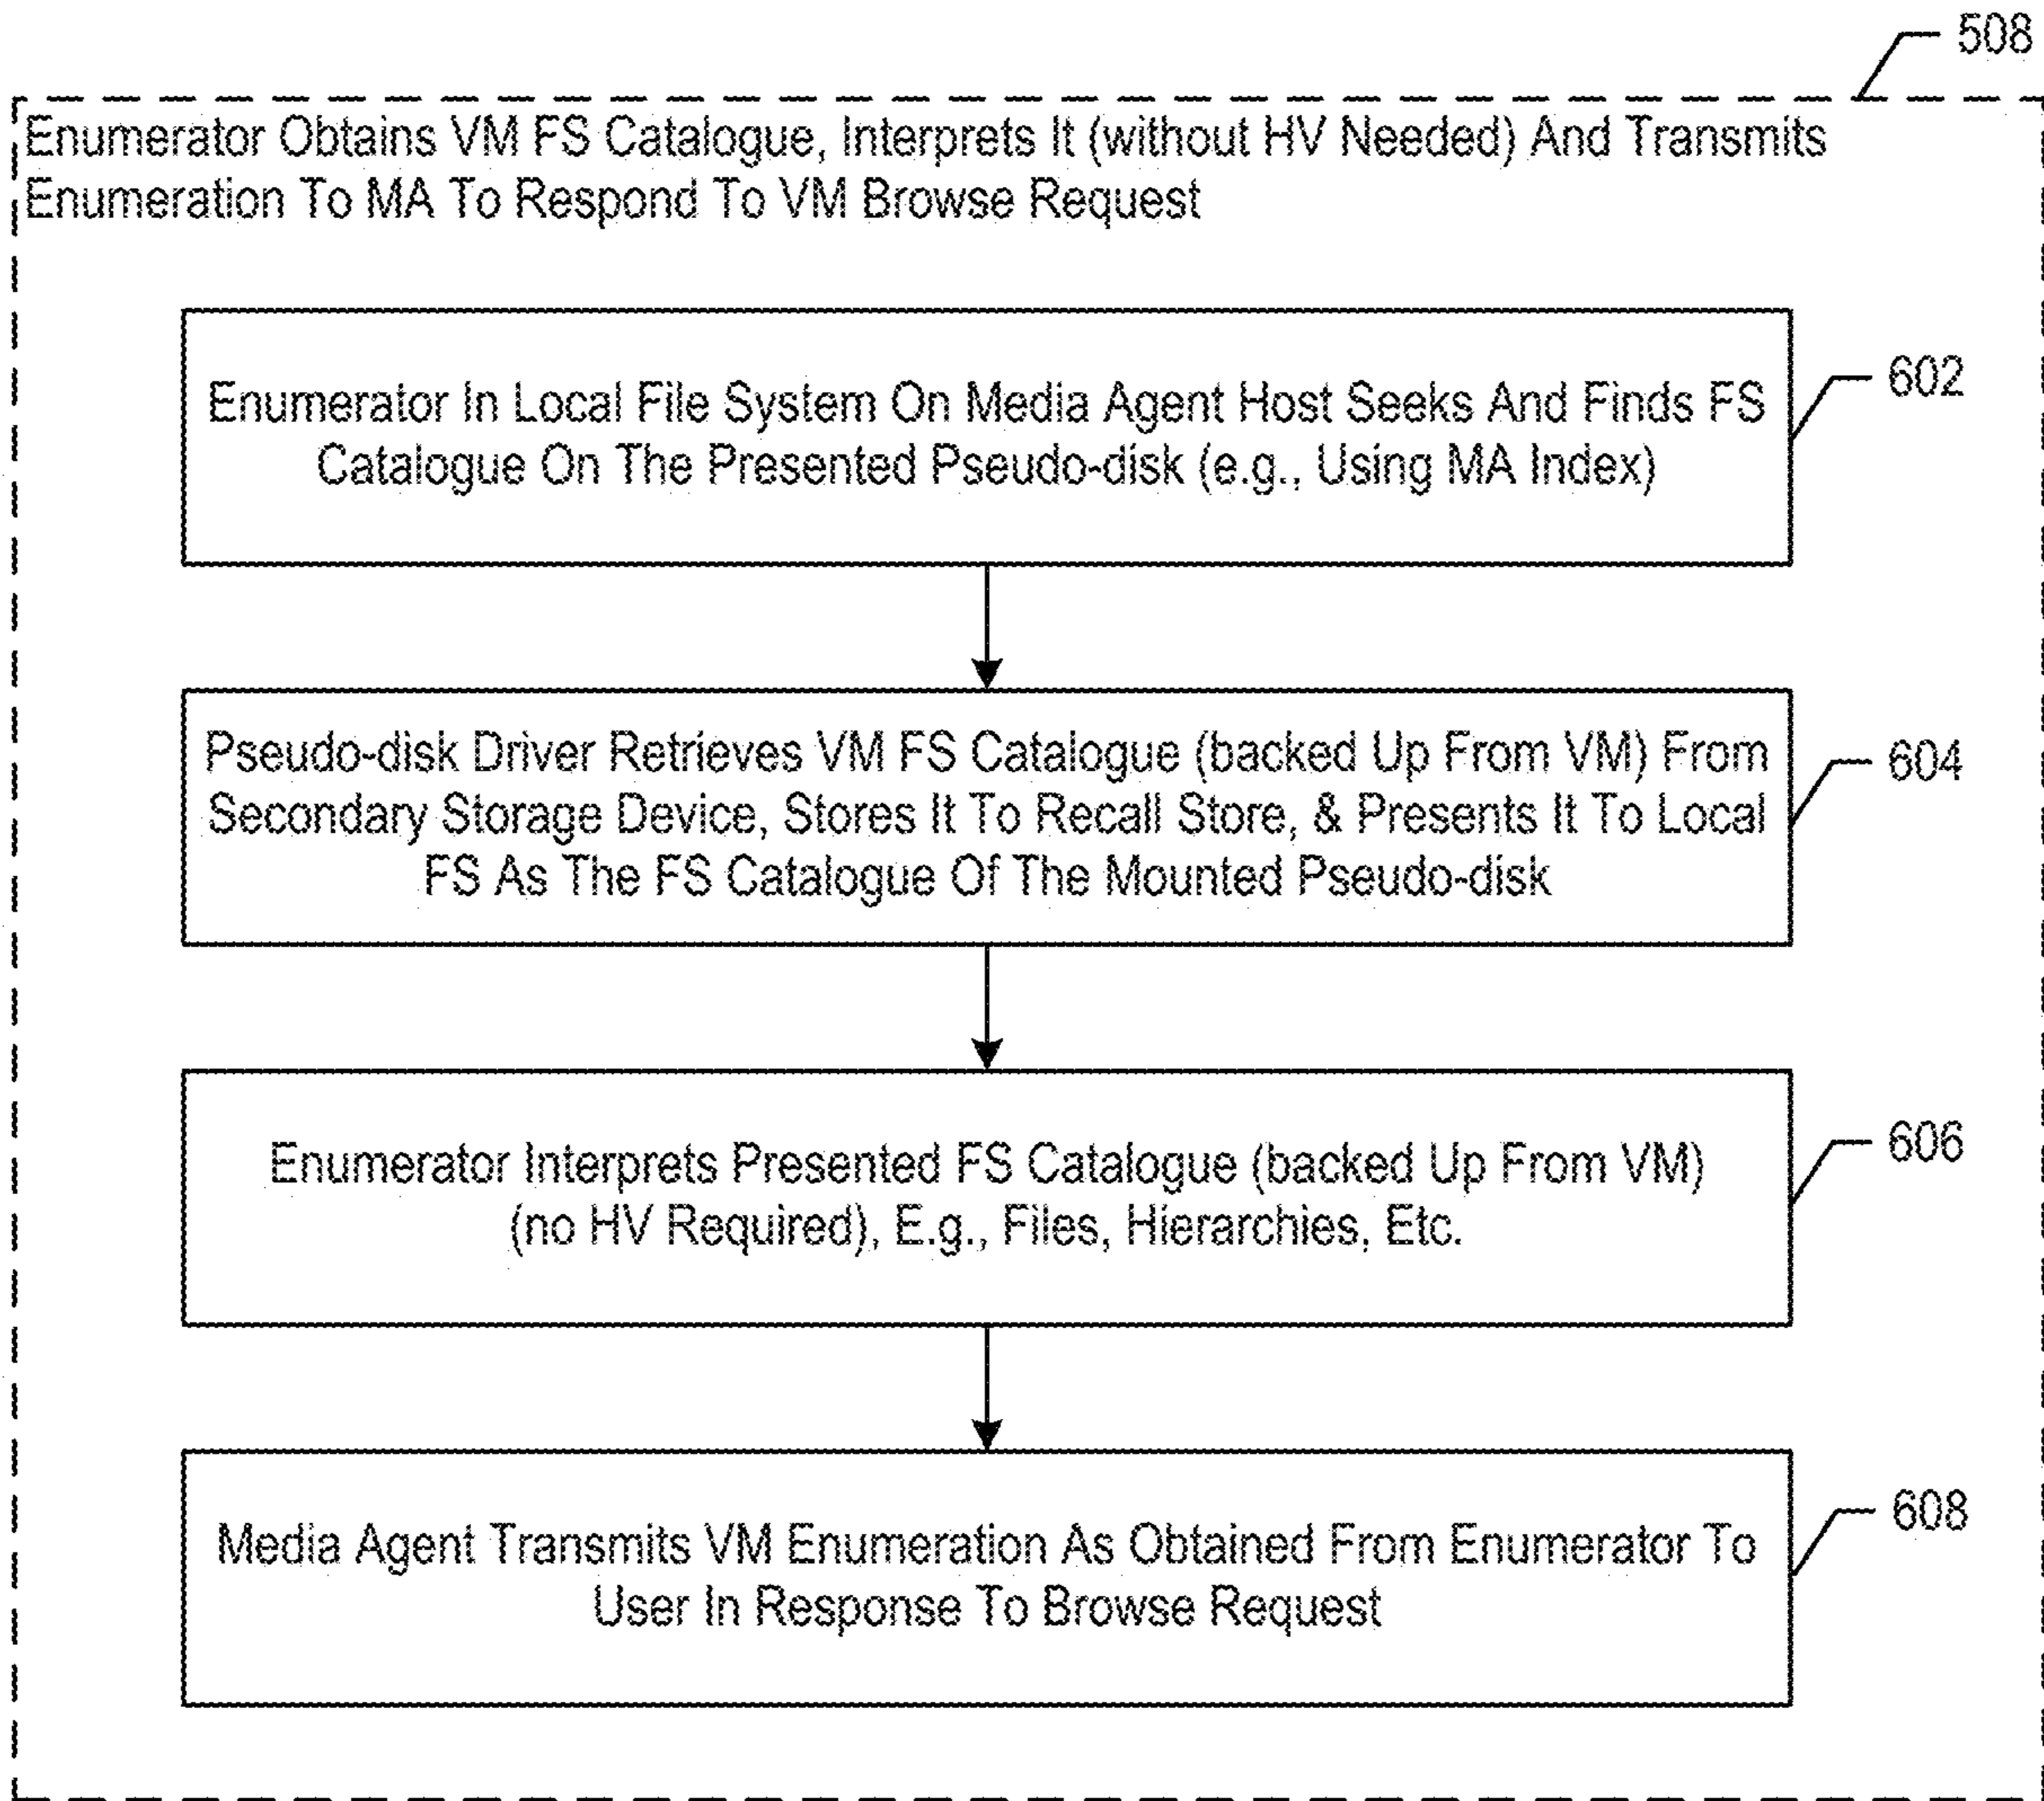 508
Enumerator Obtains VM FS Catalogue, Interprets It (without HV Needed) And Transmits
Enumeration To MA To Respond To VM Browse Request
Enumerator In Local File System On Media Agent Host Seeks And Finds FS
Catalogue On The Presented Pseudo-disk (e.g., Using MA Index)
602
Pseudo-disk Driver Retrieves VM FS Catalogue (backed Up From VM) From
Secondary Storage Device, Stores It To Recall Store, & Presents It To Local
FS As The FS Catalogue Of The Mounted Pseudo-disk
604
Enumerator Interprets Presented FS Catalogue (backed Up From VM)
(no HV Required), E.g., Files, Hierarchies, Etc.
606
Media Agent Transmits VM Enumeration As Obtained From Enumerator To
User In Response To Browse Request
608